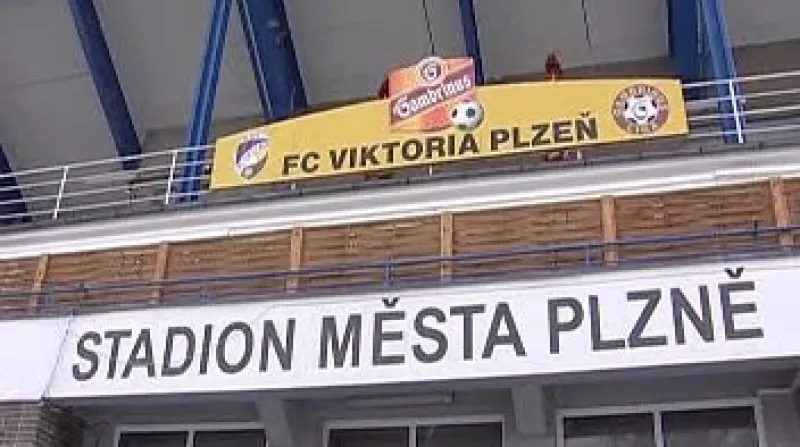 Gambrinus
FC VIKTORIA PLZEŇ
STADION MĚSTA PLZNĚ